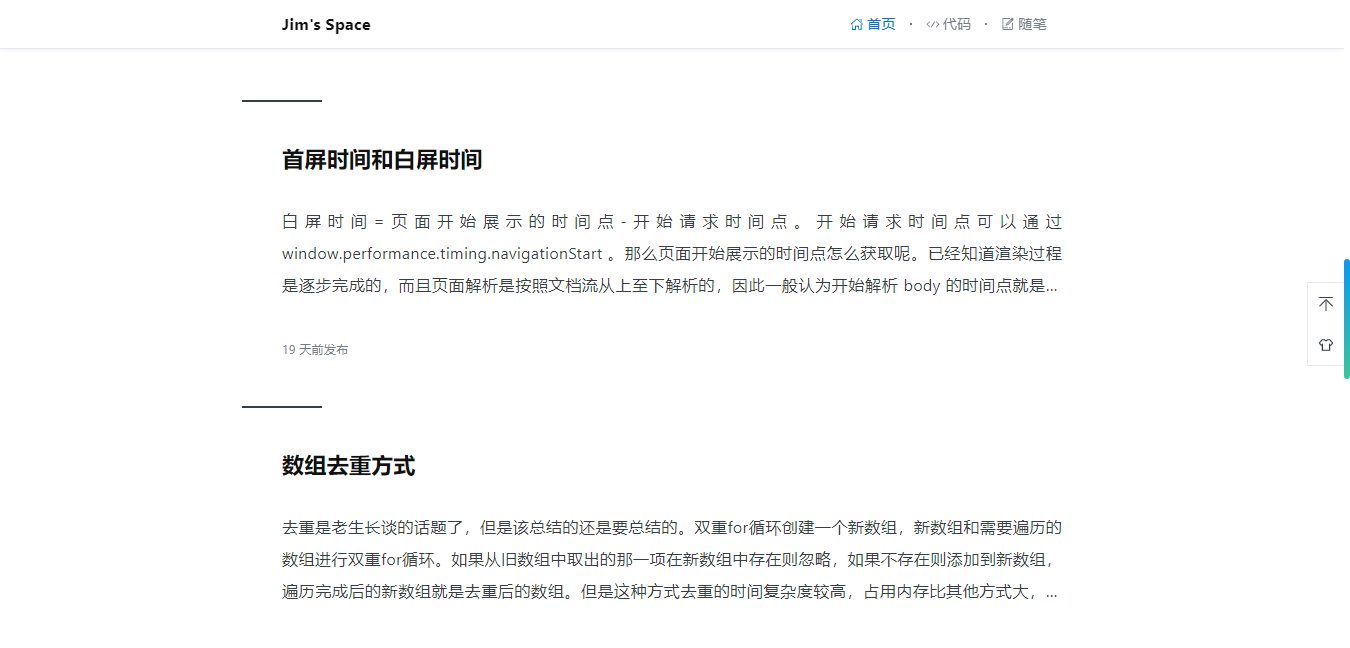 Jim's Space
首页 · 代码 · 随笔
首屏时间和白屏时间
白屏时间=页面开始展示的时间点-开始请求时间点。开始请求时间点可以通过
window.performance.timing.navigationStart 。那么页面开始展示的时间点怎么获取呢。已经知道渲染过程
是逐步完成的，而且页面解析是按照文档流从上至下解析的，因此一般认为开始解析 body 的时间点就是...
19 天前发布
数组去重方式
去重是老生长谈的话题了，但是该总结的还是要总结的。双重for循环创建一个新数组，新数组和需要遍历的
数组进行双重for循环。如果从旧数组中取出的那一项在新数组中存在则忽略，如果不存在则添加到新数组，
遍历完成后的新数组就是去重后的数组。但是这种方式去重的时间复杂度较高，占用内存比其他方式大，...